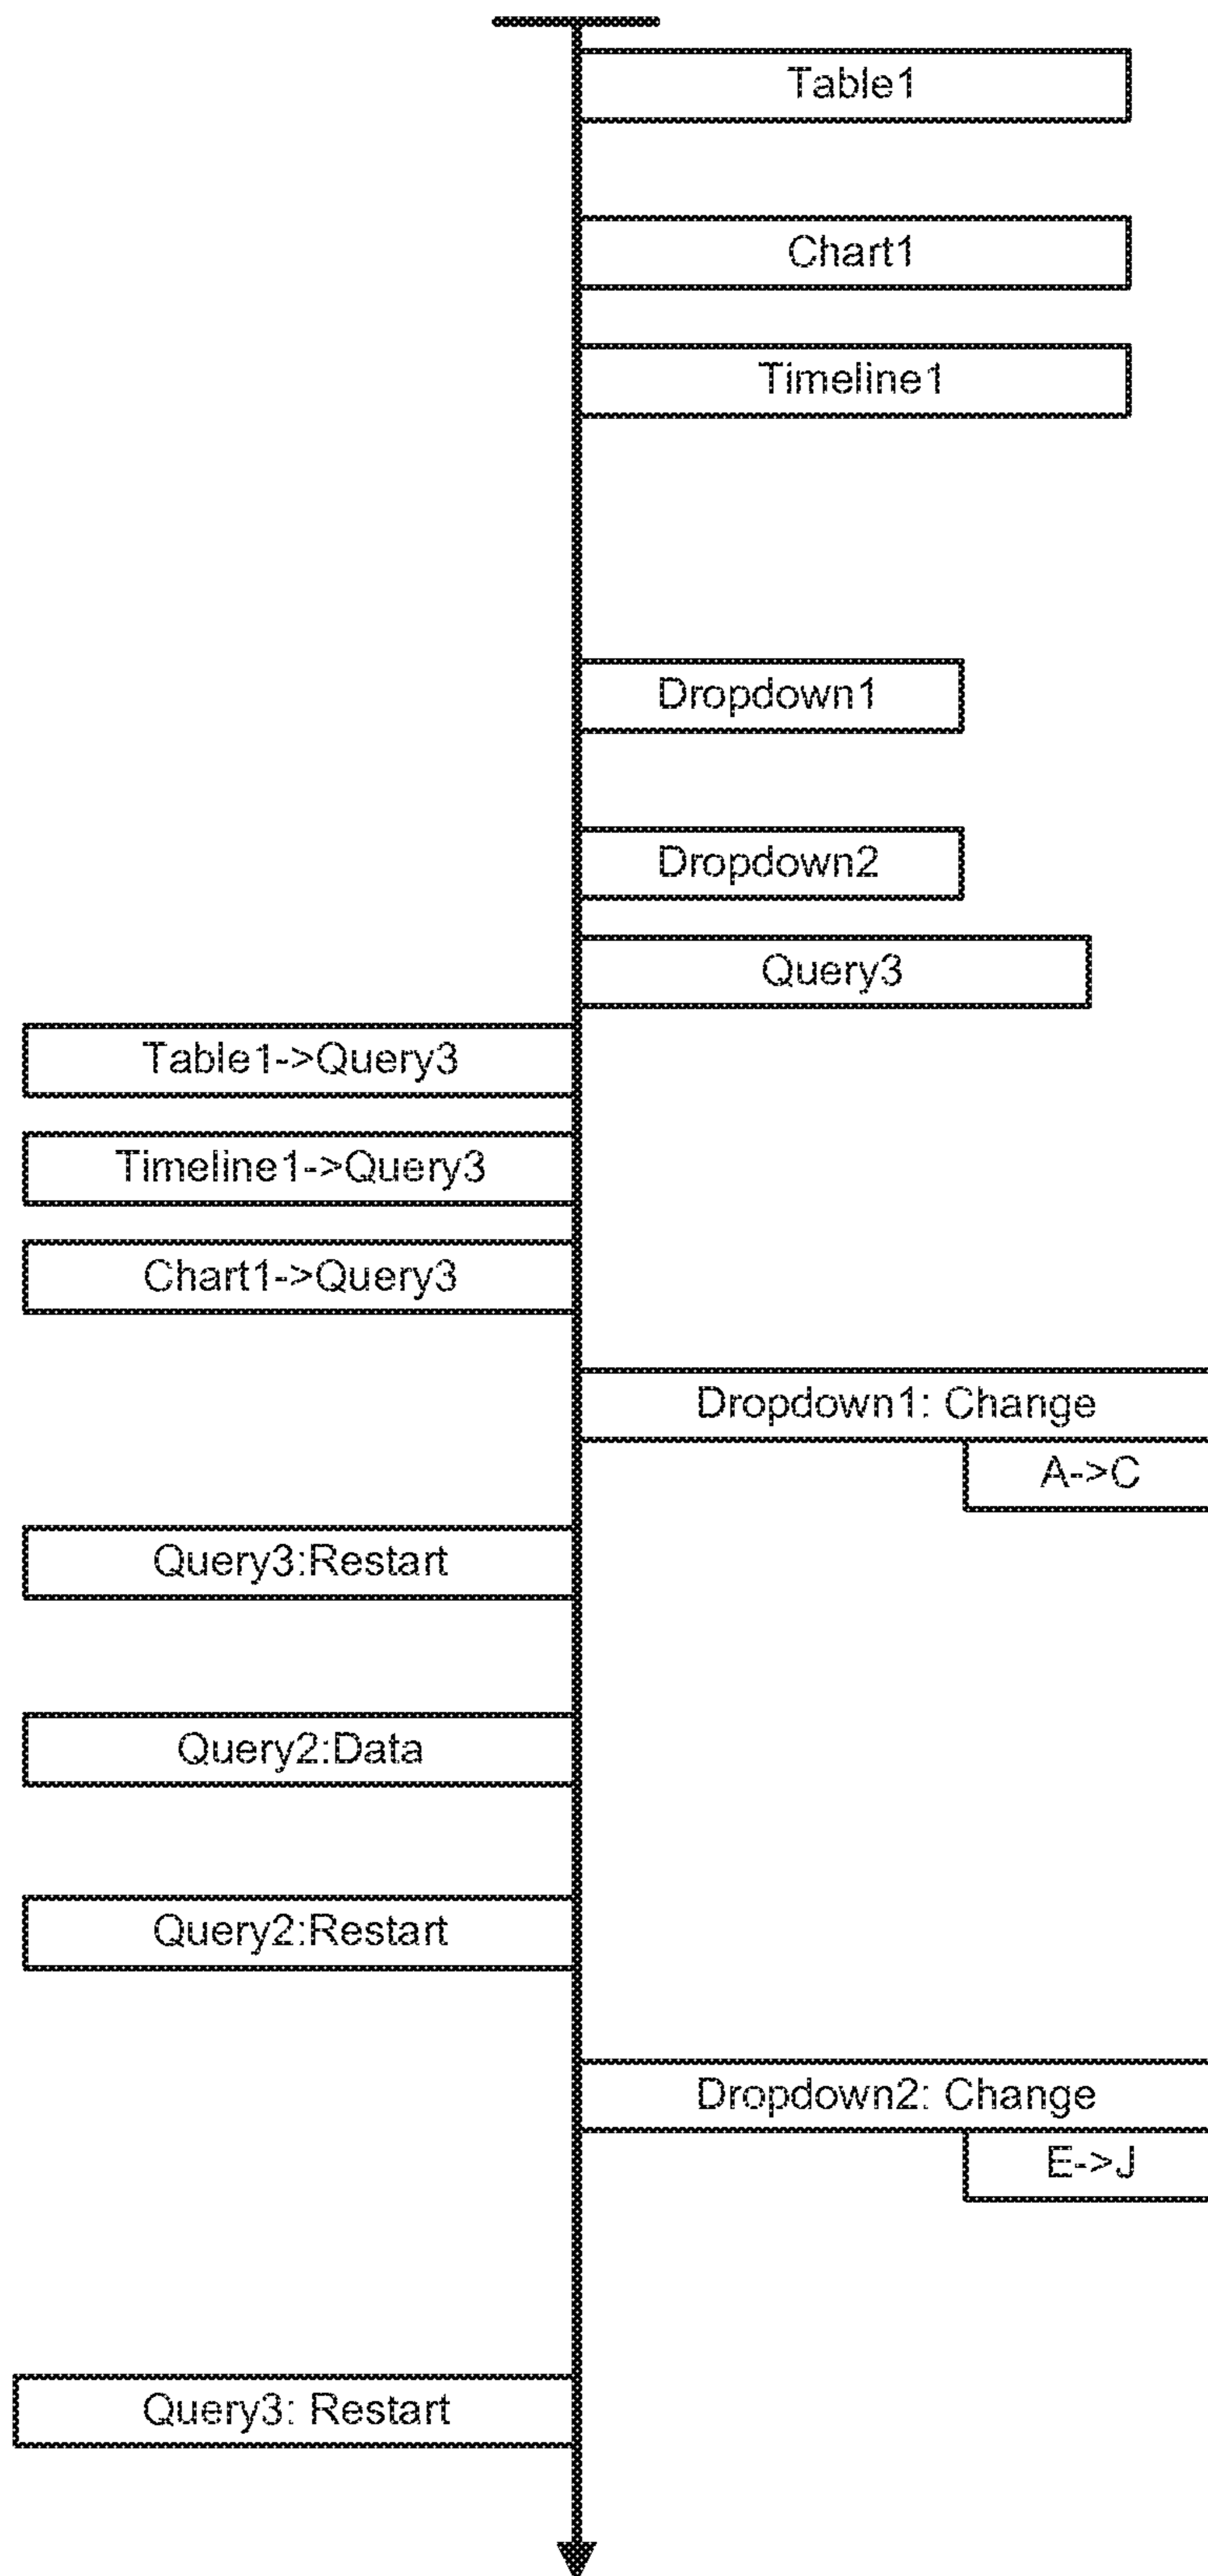 Table1
Chart1
Timeline1
Dropdown1
Dropdown2
Query3
Table1->Query3
Timeline1->Query3
Chart1->Query3
Dropdown1: Change
A->C
Query3:Restart
Query2:Data
Query2:Restart
Dropdown2: Change
E->J
Query3: Restart